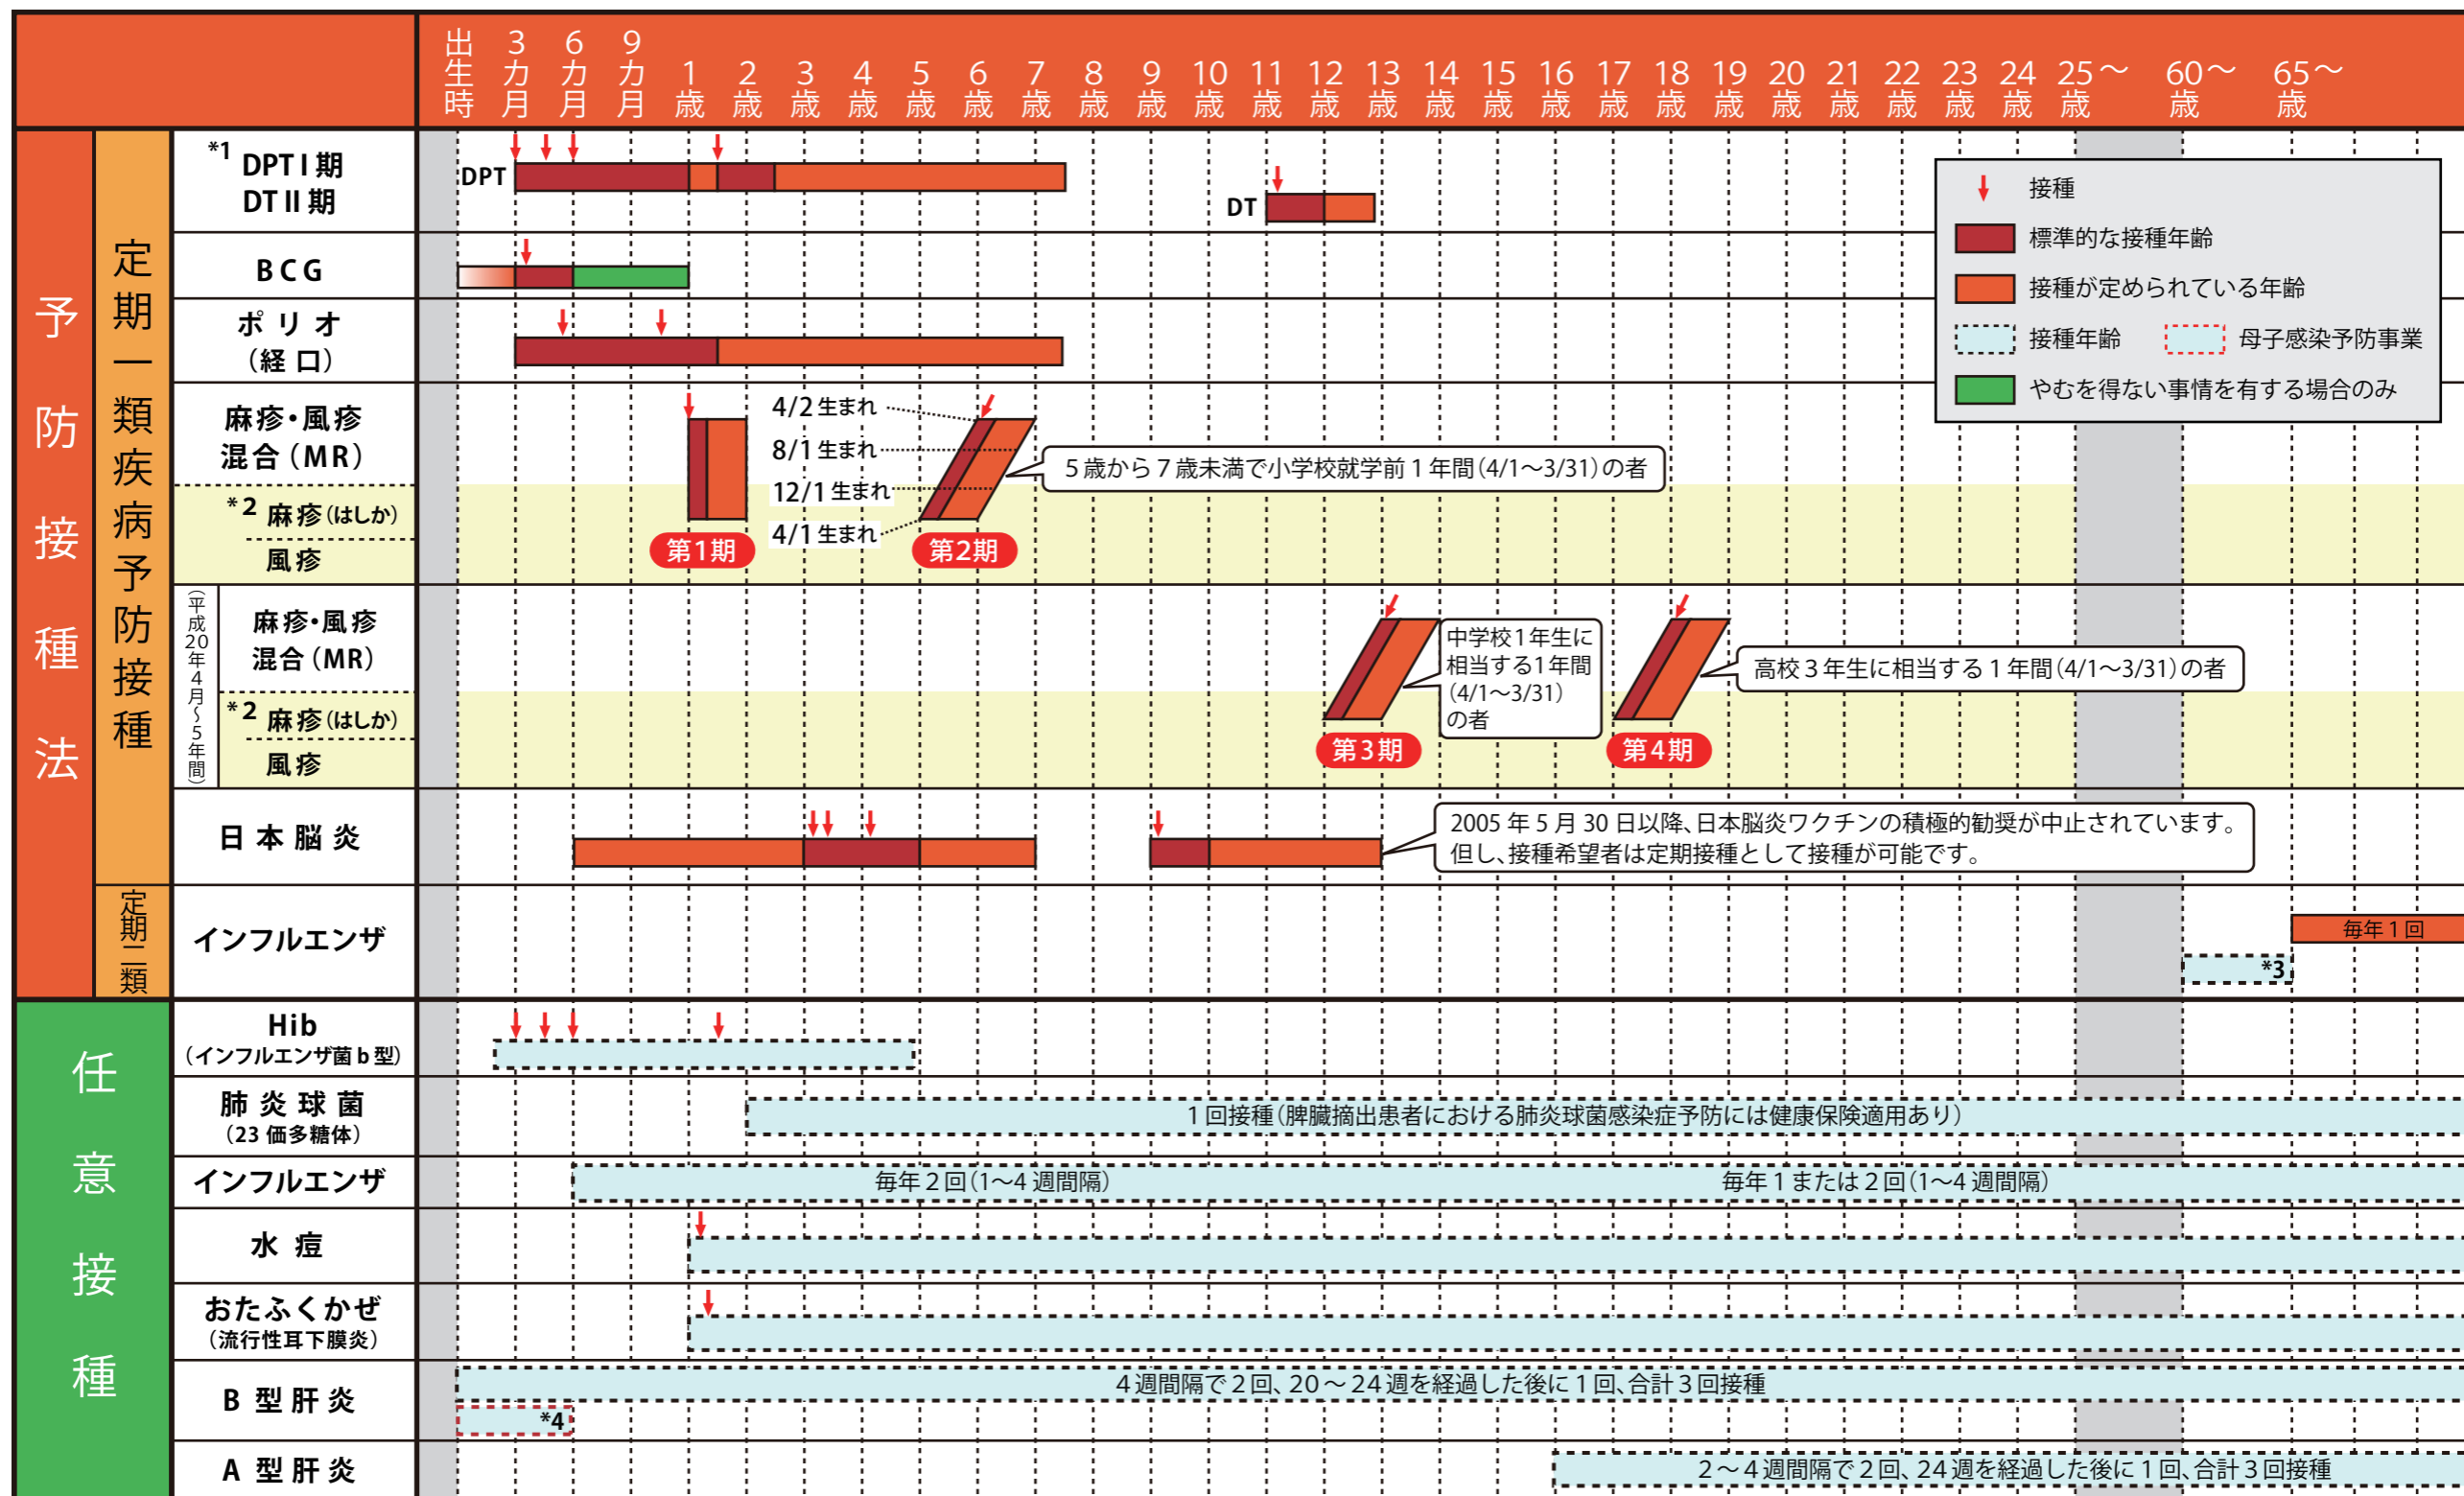 出生時 3カ月 6カ月 9カ月 1歳 2歳 3歳 4歳 5歳 6歳 7歳 8歳 9歳 10歳 11歳 12歳 13歳 14歳 15歳 16歳 17歳 18歳 19歳 20歳 21歳 22歳 23歳 24歳 25歳～ 60歳～ 65歳～
予防接種法
定期一類疾病予防接種
*1 DPT I 期
DT II 期
DPT
DT
接種
標準的な接種年齢
接種が定められている年齢
接種年齢
母子感染予防事業
やむを得ない事情を有する場合のみ
BCG
ポリオ
（経口）
麻疹・風疹
混合（MR）
*2 麻疹（はしか）
風疹
4/2 生まれ
8/1 生まれ
12/1 生まれ
4/1 生まれ
第1期
第2期
5歳から7歳未満で小学校就学前1年間（4/1～3/31）の者
（平成20年4月～5年間）
麻疹・風疹
混合（MR）
*2 麻疹（はしか）
風疹
第3期
中学校1年生に
相当する1年間
（4/1～3/31）
の者
第4期
高校3年生に相当する1年間（4/1～3/31）の者
日本脳炎
2005年5月30日以降、日本脳炎ワクチンの積極的勧奨が中止されています。
但し、接種希望者は定期接種として接種が可能です。
定期二類
インフルエンザ
毎年1回
*3
任意接種
Hib
（インフルエンザ菌b型）
肺炎球菌
（23価多糖体）
1回接種（脾臓摘出患者における肺炎球菌感染症予防には健康保険適用あり）
インフルエンザ
毎年2回（1～4週間隔）
毎年1または2回（1～4週間隔）
水痘
おたふくかぜ
（流行性耳下膜炎）
B型肝炎
4週間隔で2回、20～24週を経過した後に1回、合計3回接種
*4
A型肝炎
2～4週間隔で2回、24週を経過した後に1回、合計3回接種